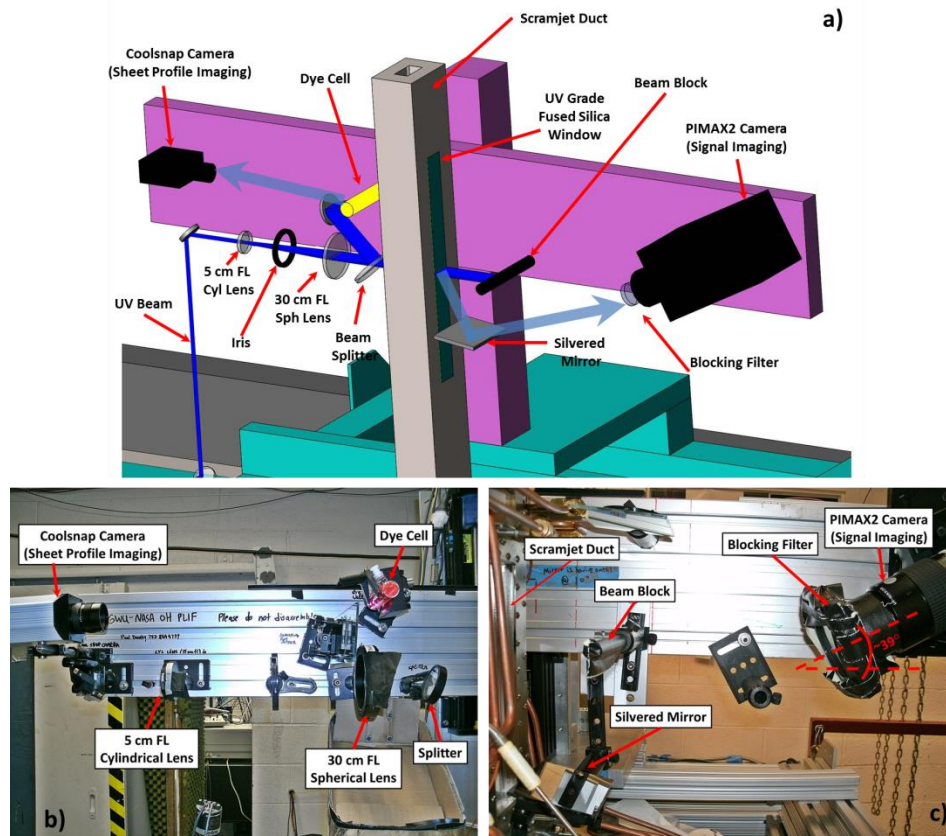 Scramjet Duct
a)
Coolsnap Camera
(Sheet Profile Imaging)
Dye Cell
UV Grade
Fused Silica
Window
Beam Block
PIMAX2 Camera
(Signal Imaging)
5 cm FL
Cyl Lens
30 cm FL
Sph Lens
UV Beam
Iris
Beam
Splitter
Silvered
Mirror
Blocking Filter
Coolsnap Camera
(Sheet Profile Imaging)
Dye Cell
GWU-NASA OH PLIF Please do not disassemble
5 cm FL
Cylindrical Lens
30 cm FL
Spherical Lens
Splitter
b)
Scramjet Duct
PIMAX2 Camera
(Signal Imaging)
Blocking Filter
Beam Block
~39°
Silvered Mirror
c)